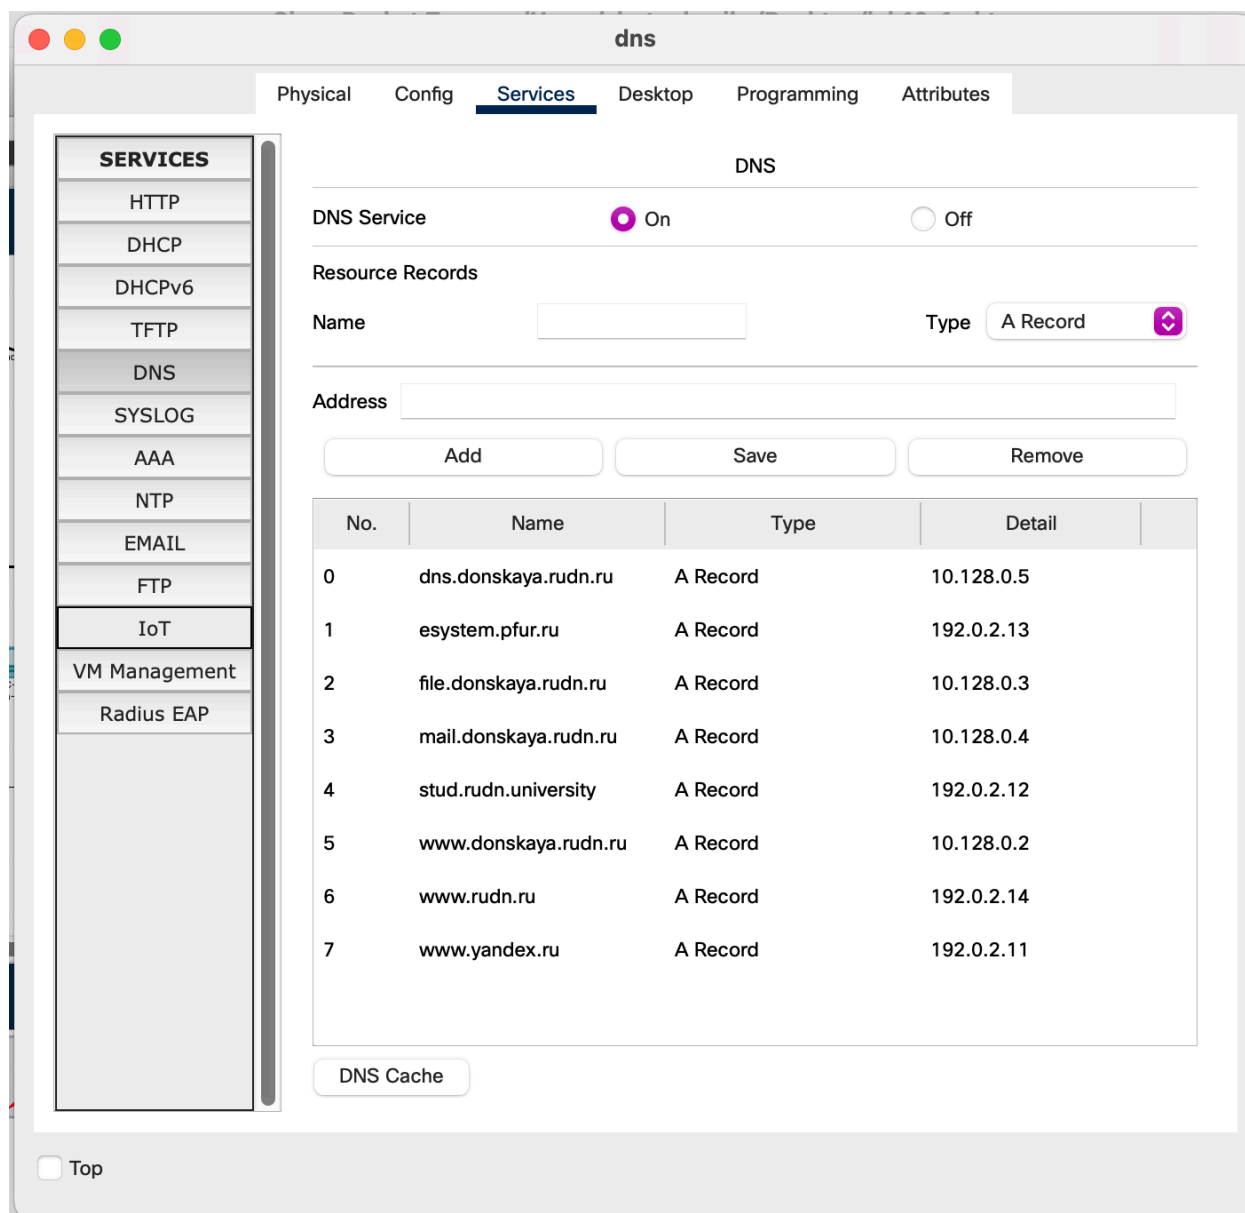 dns
Physical Config Services Desktop Programming Attributes
SERVICES
HTTP
DHCP
DHCPv6
TFTP
DNS
SYSLOG
AAA
NTP
EMAIL
FTP
IoT
VM Management
Radius EAP
DNS
DNS Service On Off
Resource Records
Name Type A Record
Address
Add Save Remove
No. Name Type Detail
0 dns.donskaya.rudn.ru A Record 10.128.0.5
1 esystem.pfur.ru A Record 192.0.2.13
2 file.donskaya.rudn.ru A Record 10.128.0.3
3 mail.donskaya.rudn.ru A Record 10.128.0.4
4 stud.rudn.university A Record 192.0.2.12
5 www.donskaya.rudn.ru A Record 10.128.0.2
6 www.rudn.ru A Record 192.0.2.14
7 www.yandex.ru A Record 192.0.2.11
DNS Cache
Top